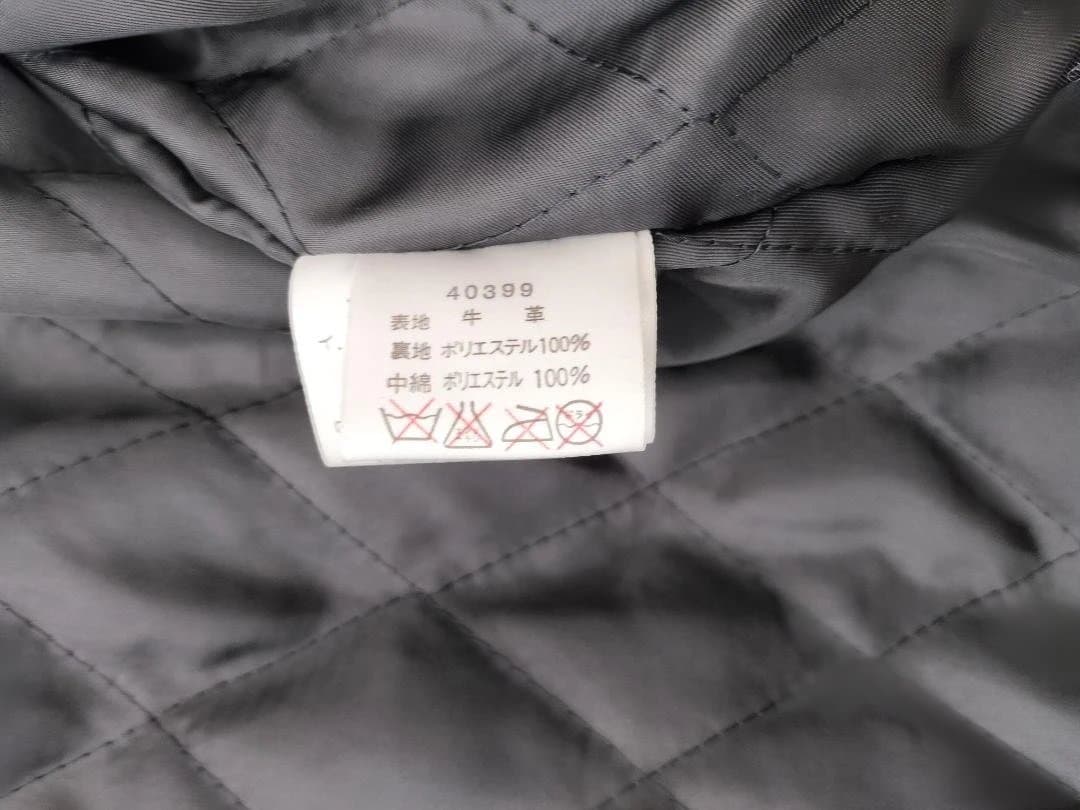 40399
表地 牛 革
裏地 ポリエステル100%
中綿 ポリエステル 100%